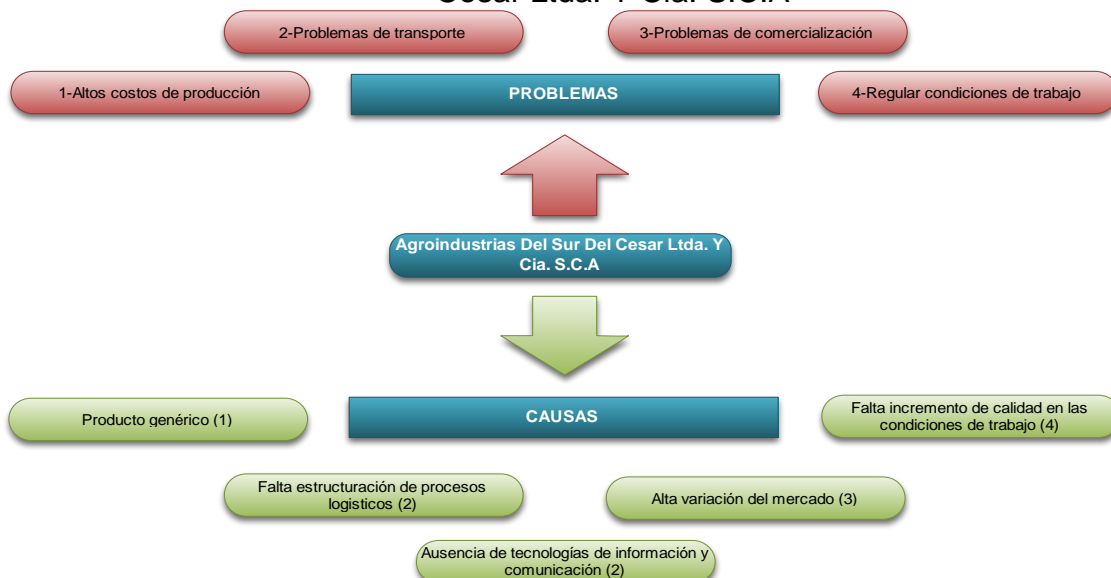 Cesar Ltda. Y Cia. S.C.A
2-Problemas de transporte
3-Problemas de comercialización
1-Altos costos de producción
PROBLEMAS
4-Regular condiciones de trabajo
Agroindustrias Del Sur Del Cesar Ltda. Y
Cia. S.C.A
Producto genérico (1)
CAUSAS
Falta incremento de calidad en las
condiciones de trabajo (4)
Falta estructuración de procesos
logisticos (2)
Alta variación del mercado (3)
Ausencia de tecnologías de información y
comunicación (2)